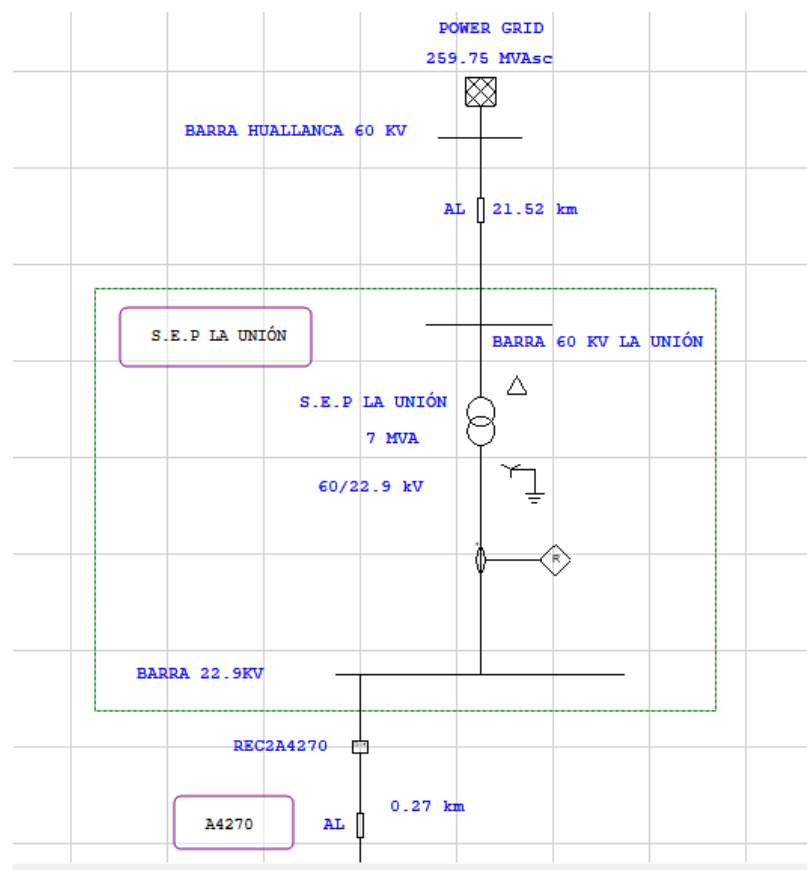 POWER GRID
259.75 MVAsc
BARRA HUALLANCA 60 KV
AL 21.52 km
S.E.P LA UNIÓN
BARRA 60 KV LA UNIÓN
S.E.P LA UNIÓN
7 MVA
60/22.9 kV
R
BARRA 22.9KV
REC2A4270
0.27 km
A4270 AL